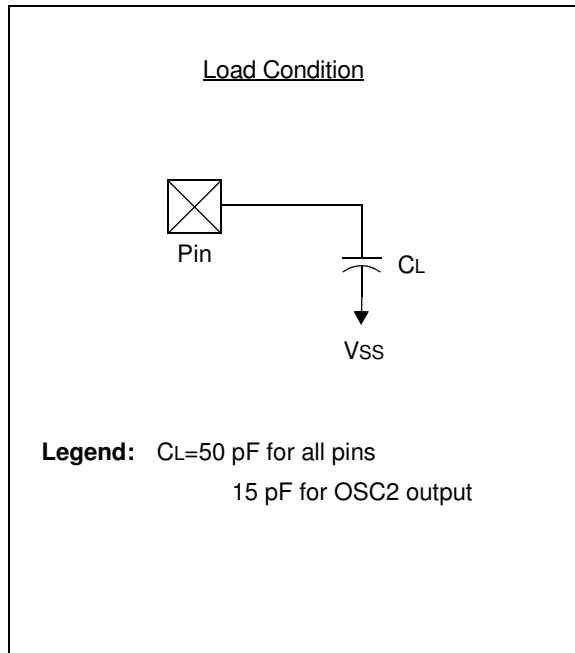 Load Condition
Pin
CL
VSS
Legend: CL=50 pF for all pins
15 pF for OSC2 output